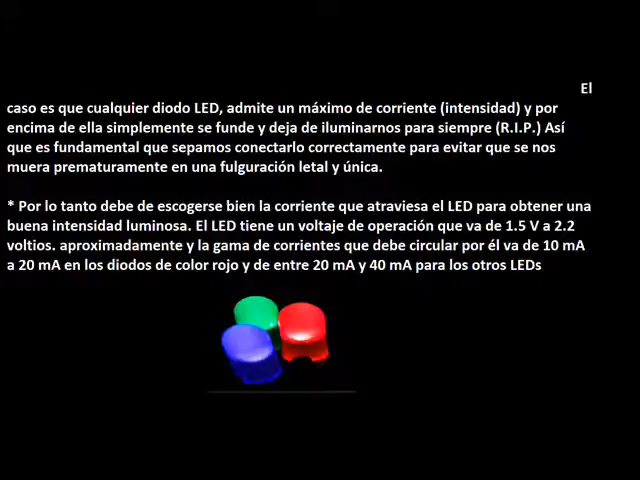 El
caso es que cualquier diodo LED, admite un máximo de corriente (intensidad) y por
encima de ella simplemente se funde y deja de iluminarnos para siempre (R.I.P.) Así
que es fundamental que sepamos conectarlo correctamente para evitar que se nos
muera prematuramente en una fulguración letal y única.
* Por lo tanto debe de escogerse bien la corriente que atraviesa el LED para obtener una
buena intensidad luminosa. El LED tiene un voltaje de operación que va de 1.5 V a 2.2
voltios. aproximadamente y la gama de corrientes que debe circular por él va de 10 mA
a 20 mA en los diodos de color rojo y de entre 20 mA y 40 mA para los otros LEDs